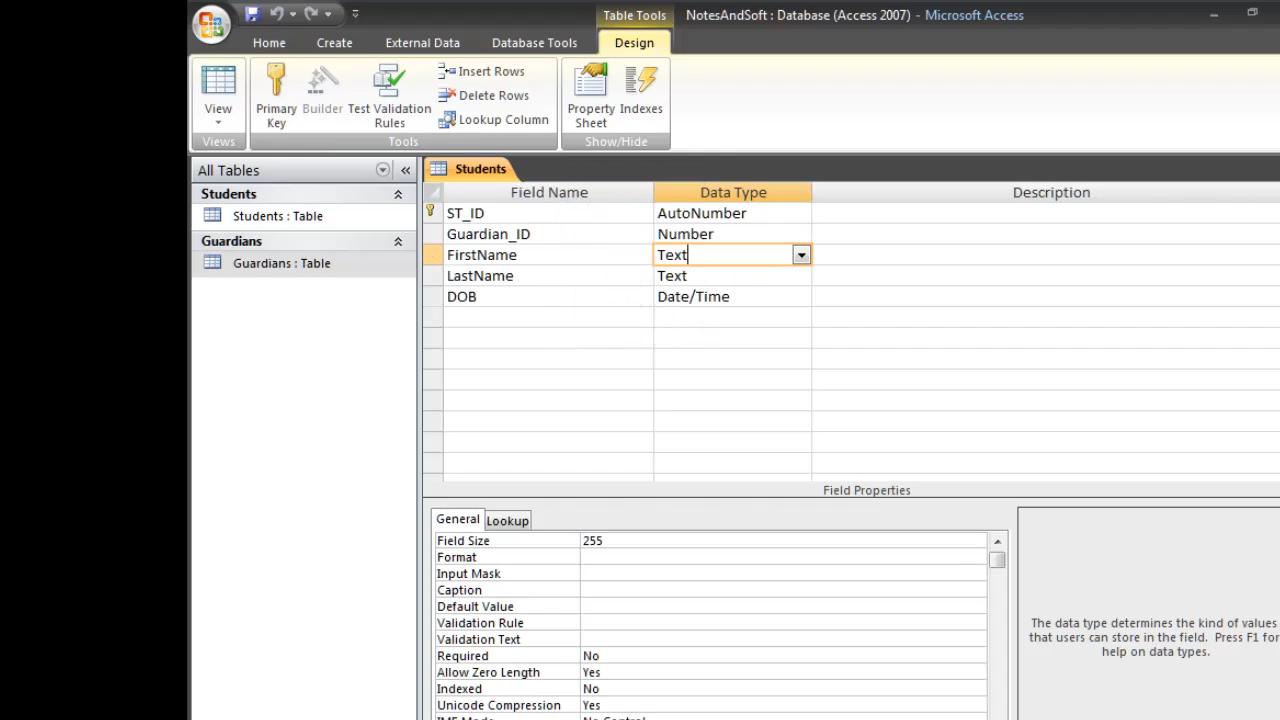 Table Tools
NotesAndSoft : Database (Access 2007) - Microsoft Access
Home Create External Data Database Tools Design
View
Views
Primary Key
Builder
Test Validation Rules
Insert Rows
Delete Rows
Lookup Column
Tools
Property Sheet
Indexes
Show/Hide
All Tables
Students
Students : Table
Guardians
Guardians : Table
Students
Field Name Data Type Description
ST_ID AutoNumber
Guardian_ID Number
FirstName Text
LastName Text
DOB Date/Time
Field Properties
General Lookup
Field Size 255
Format
Input Mask
Caption
Default Value
Validation Rule
Validation Text
Required No
Allow Zero Length Yes
Indexed No
Unicode Compression Yes
IME Mode No Control
The data type determines the kind of values
that users can store in the field. Press F1 for
help on data types.